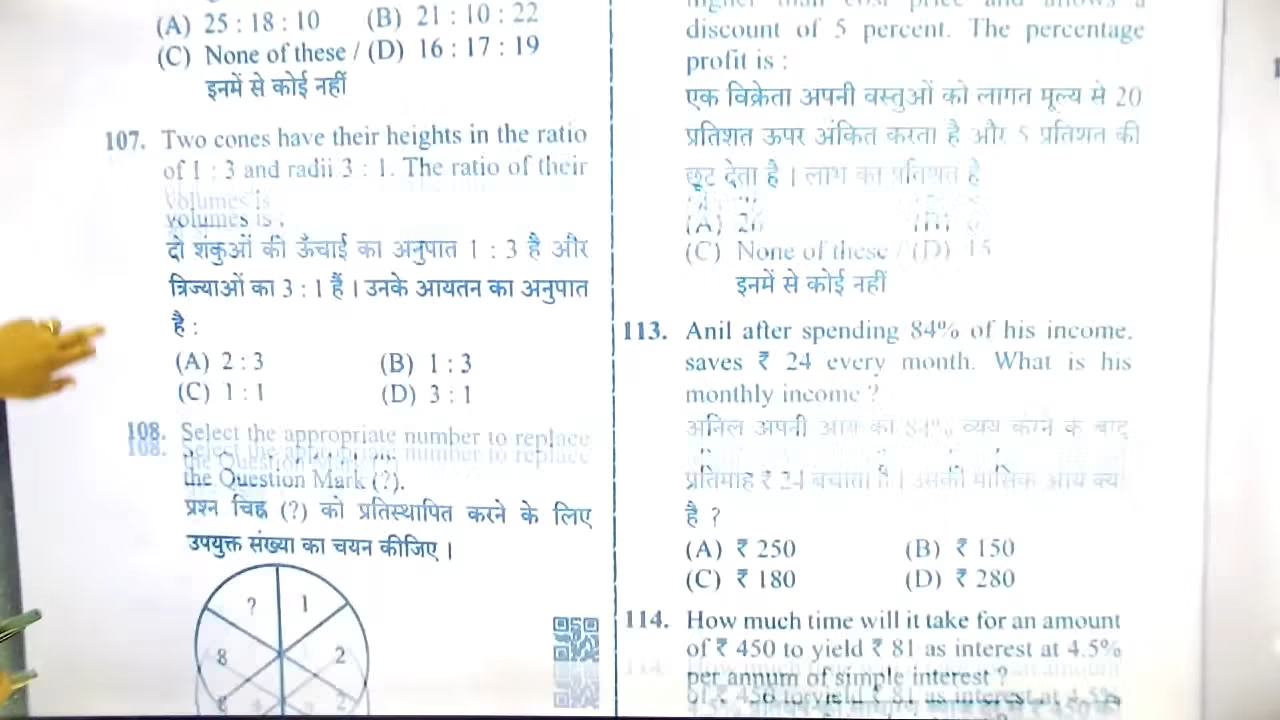 (A) 25 : 18 : 10 (B) 21 : 10 : 22
(C) None of these / (D) 16 : 17 : 19
इनमें से कोई नहीं
107. Two cones have their heights in the ratio
of 1 : 3 and radii 3 : 1. The ratio of their
volumes is :
दो शंकुओं की ऊँचाई का अनुपात 1 : 3 है और
त्रिज्याओं का 3 : 1 हैं । उनके आयतन का अनुपात
है :
(A) 2 : 3 (B) 1 : 3
(C) 1 : 1 (D) 3 : 1
108. Select the appropriate number to replace
the Question Mark (?).
प्रश्न चिह्न (?) को प्रतिस्थापित करने के लिए
उपयुक्त संख्या का चयन कीजिए ।
? 1
8 2
higher than cost price and allows a
discount of 5 percent. The percentage
profit is :
एक विक्रेता अपनी वस्तुओं को लागत मूल्य से 20
प्रतिशत ऊपर अंकित करता है और 5 प्रतिशत की
छूट देता है । लाभ का प्रतिशत है
(A)
(C) None of these / (D) 15
इनमें से कोई नहीं
113. Anil after spending 84% of his income,
saves ₹ 24 every month. What is his
monthly income ?
अनिल अपनी आय का 84% व्यय करने के बाद
प्रतिमाह ₹ 24 बचाता है । उसकी मासिक आय क्या
है ?
(A) ₹ 250 (B) ₹ 150
(C) ₹ 180 (D) ₹ 280
114. How much time will it take for an amount
of ₹ 450 to yield ₹ 81 as interest at 4.5%
per annum of simple interest ?